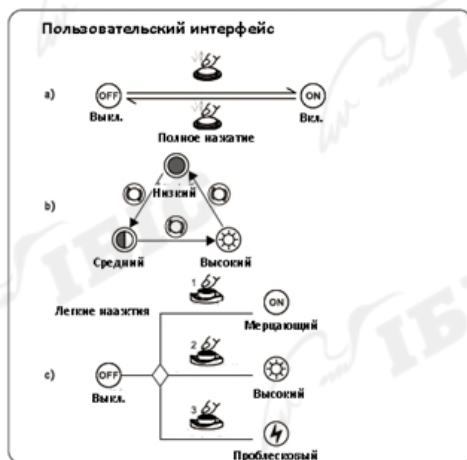 Пользовательский интерфейс
a)
OFF
ON
Выкл.
Вкл.
Полное нажатие
b)
Низкий
Средний
Высокий
Легкие наажтия
1
ON
Мерцающий
2
c)
OFF
Выкл.
Высокий
3
Проблесковый